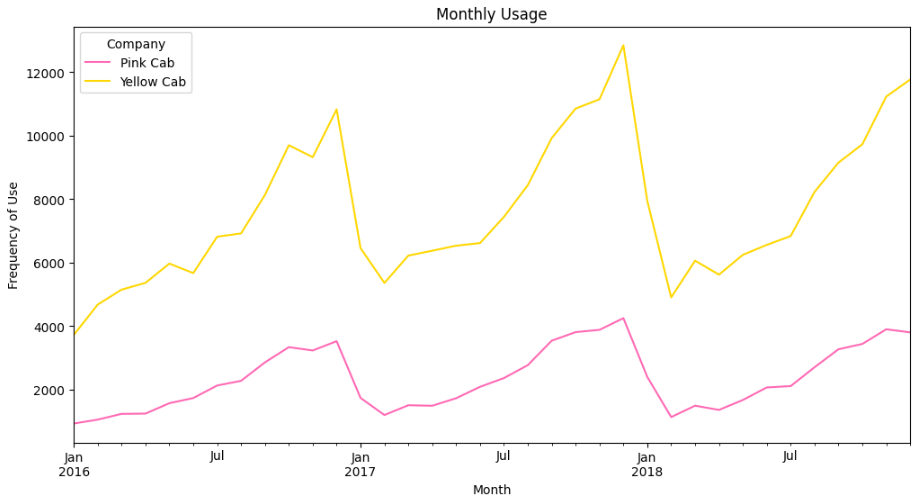 Monthly Usage
Company
Pink Cab
Yellow Cab
12000
10000
8000
6000
4000
2000
Frequency of Use
Jan Jul Jan Jul Jan Jul
2016 2017 2018
Month